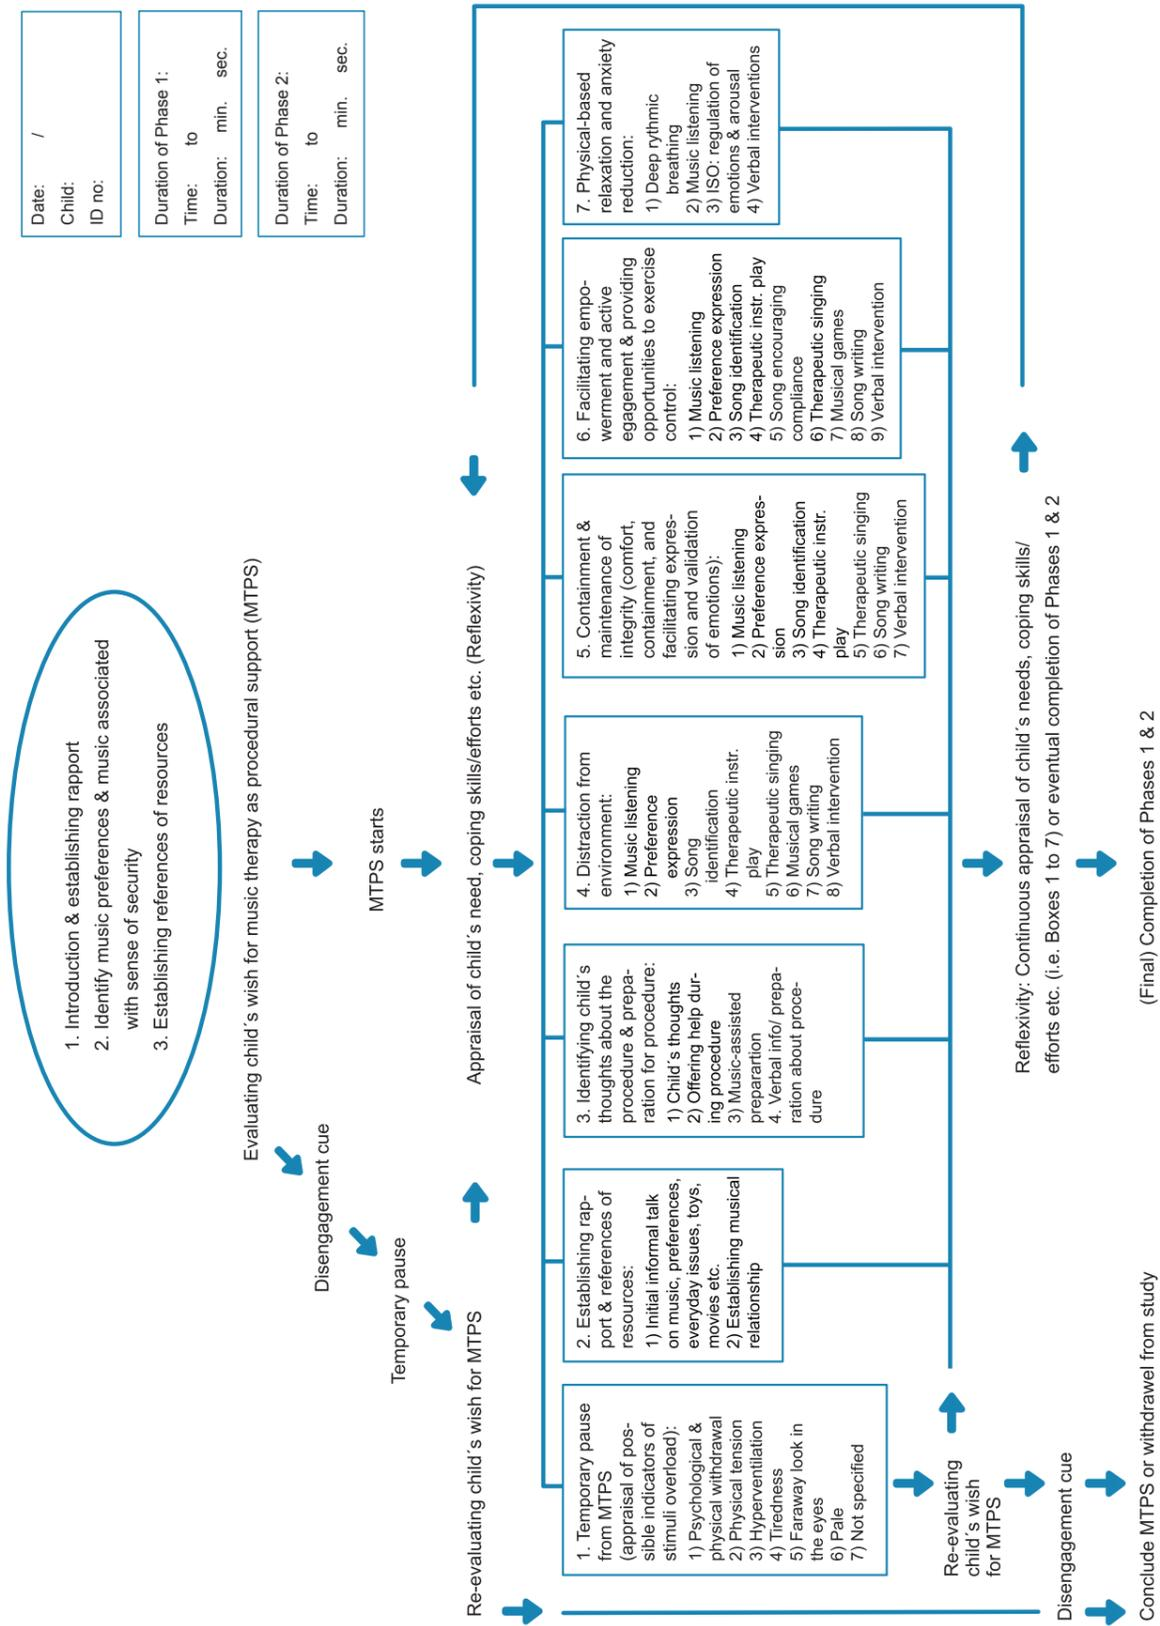 1. Introduction & establishing rapport
2. Identify music preferences & music associated
with sense of security
3. Establishing references of resources
Date: /
Child:
ID no:
Duration of Phase 1:
Time: to
Duration: min. sec.
Duration of Phase 2:
Time: to
Duration: min. sec.
Evaluating child´s wish for music therapy as procedural support (MTPS)
Disengagement cue
Temporary pause
Re-evaluating child´s wish for MTPS
MTPS starts
Appraisal of child´s need, coping skills/efforts etc. (Reflexivity)
1. Temporary pause
from MTPS
(appraisal of pos-
sible indicators of
stimuli overload):
1) Psychological &
physical withdrawal
2) Physical tension
3) Hyperventilation
4) Tiredness
5) Faraway look in
the eyes
6) Pale
7) Not specified
2. Establishing rap-
port & references of
resources:
1) Initial informal talk
on music, preferences,
everyday issues, toys,
movies etc.
2) Establishing musical
relationship
3. Identifying child´s
thoughts about the
procedure & prepa-
ration for procedure:
1) Child´s thoughts
2) Offering help dur-
ing procedure
3) Music-assisted
preparartion
4. Verbal info/ prepa-
ration about proce-
dure
4. Distraction from
environment:
1) Music listening
2) Preference
expression
3) Song
identification
4) Therapeutic instr.
play
5) Therapeutic singing
6) Musical games
7) Song writing
8) Verbal intervention
5. Containment &
maintenance of
integrity (comfort,
containment, and
facilitating expres-
sion and validation
of emotions):
1) Music listening
2) Preference expres-
sion
3) Song identification
4) Therapeutic instr.
play
5) Therapeutic singing
6) Song writing
7) Verbal intervention
6. Facilitating empo-
werment and active
egagement & providing
opportunities to exercise
control:
1) Music listening
2) Preference expression
3) Song identification
4) Therapeutic instr. play
5) Song encouraging
compliance
6) Therapeutic singing
7) Musical games
8) Song writing
9) Verbal intervention
7. Physical-based
relaxation and anxiety
reduction:
1) Deep rythmic
breathing
2) Music listening
3) ISO: regulation of
emotions & arousal
4) Verbal interventions
Re-evaluating
child´s wish
for MTPS
Disengagement cue
Conclude MTPS or withdrawel from study
Reflexivity: Continuous appraisal of child´s needs, coping skills/
efforts etc. (i.e. Boxes 1 to 7) or eventual completion of Phases 1 & 2
(Final) Completion of Phases 1 & 2